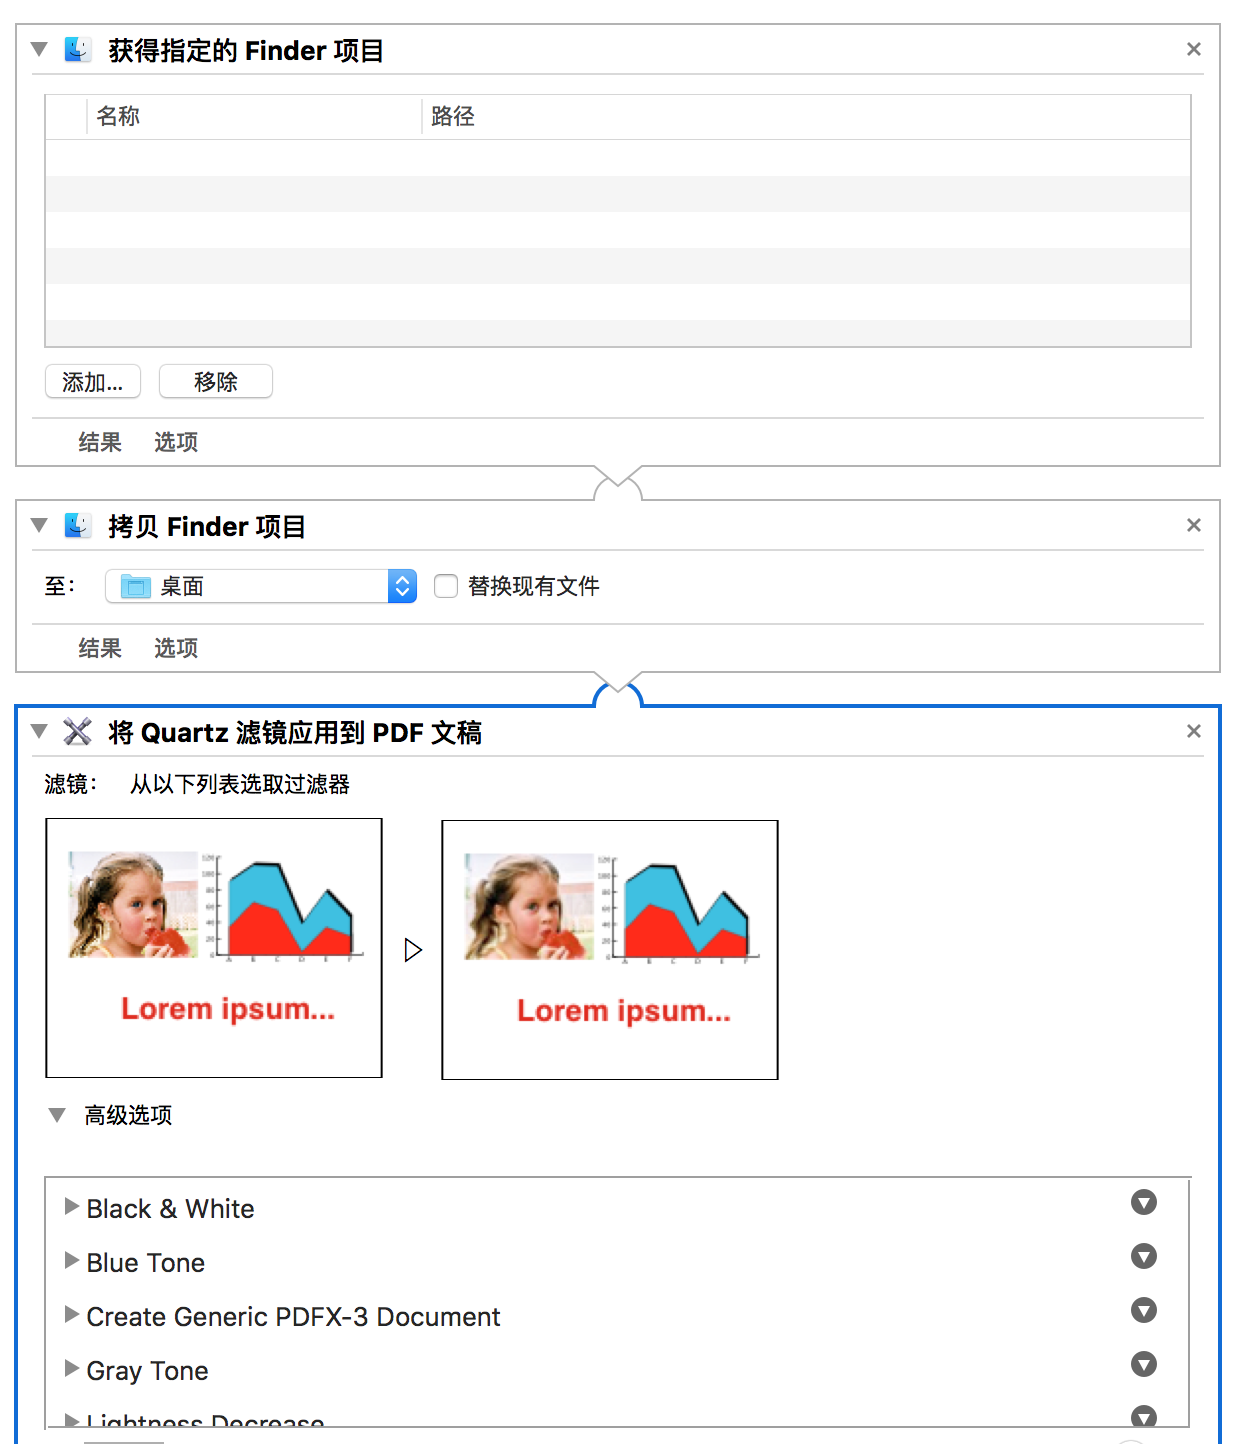 获得指定的 Finder 项目
名称 路径
添加... 移除
结果 选项
拷贝 Finder 项目
至： 桌面 替换现有文件
结果 选项
将 Quartz 滤镜应用到 PDF 文稿
滤镜： 从以下列表选取过滤器
Lorem ipsum... Lorem ipsum...
高级选项
Black & White
Blue Tone
Create Generic PDFX-3 Document
Gray Tone
Lightness Decrease